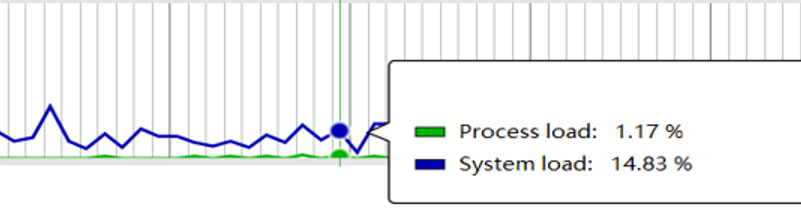 Process load: 1.17 %
System load: 14.83 %